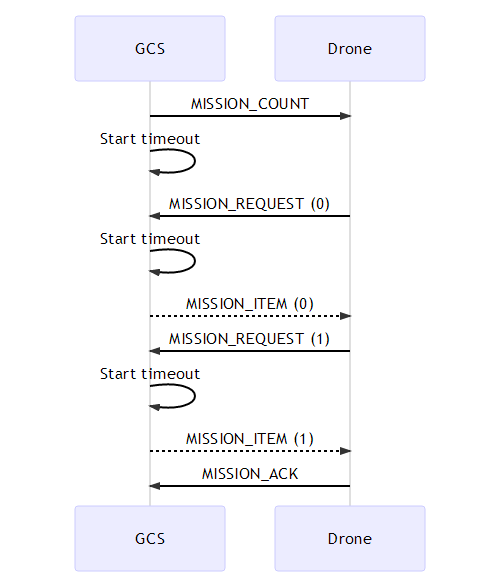 GCS
Drone
MISSION_COUNT
Start timeout
MISSION_REQUEST (0)
Start timeout
MISSION_ITEM (0)
MISSION_REQUEST (1)
Start timeout
MISSION_ITEM (1)
MISSION_ACK
GCS
Drone